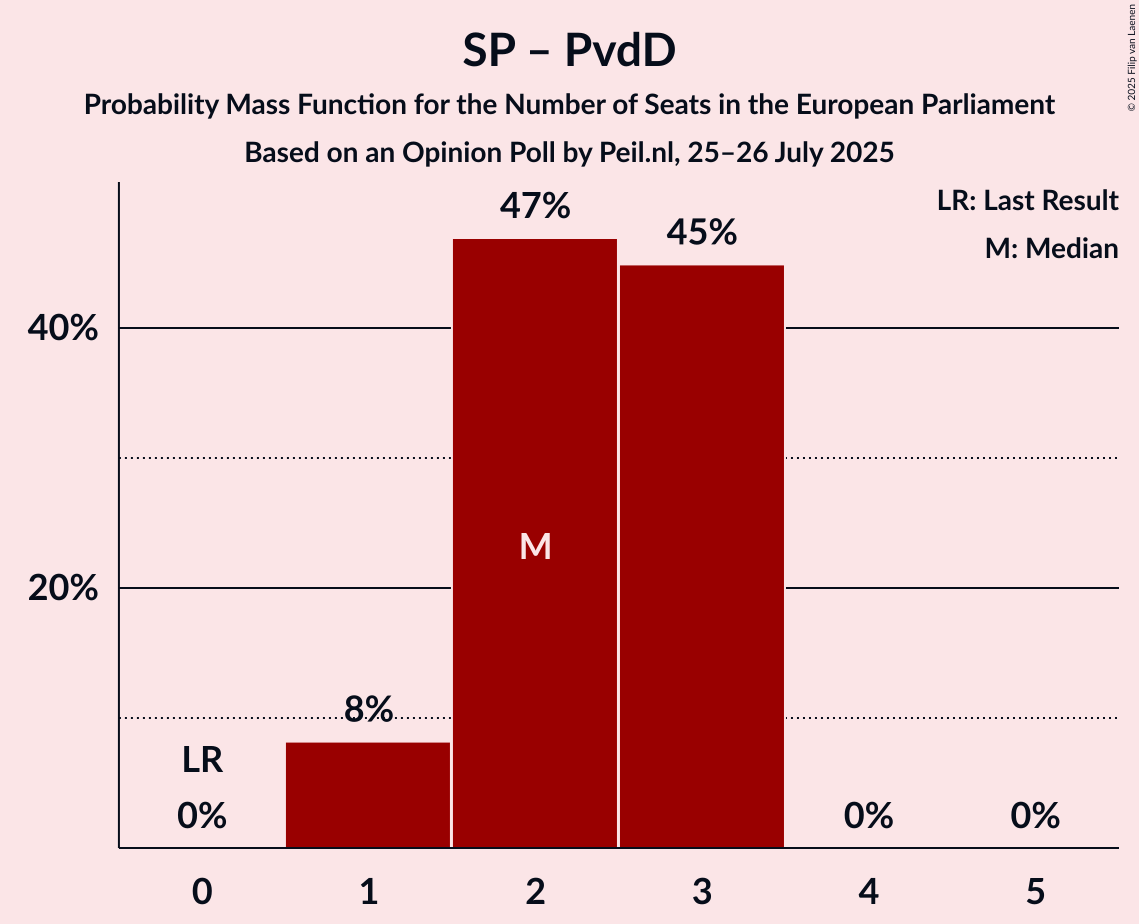 SP – PvdD
Probability Mass Function for the Number of Seats in the European Parliament
Based on an Opinion Poll by Peil.nl, 25–26 July 2025
© 2025 Filip van Laenen
LR: Last Result
M: Median
47%
45%
40%
M
20%
8%
LR
0%
0%
0%
0
1
2
3
4
5